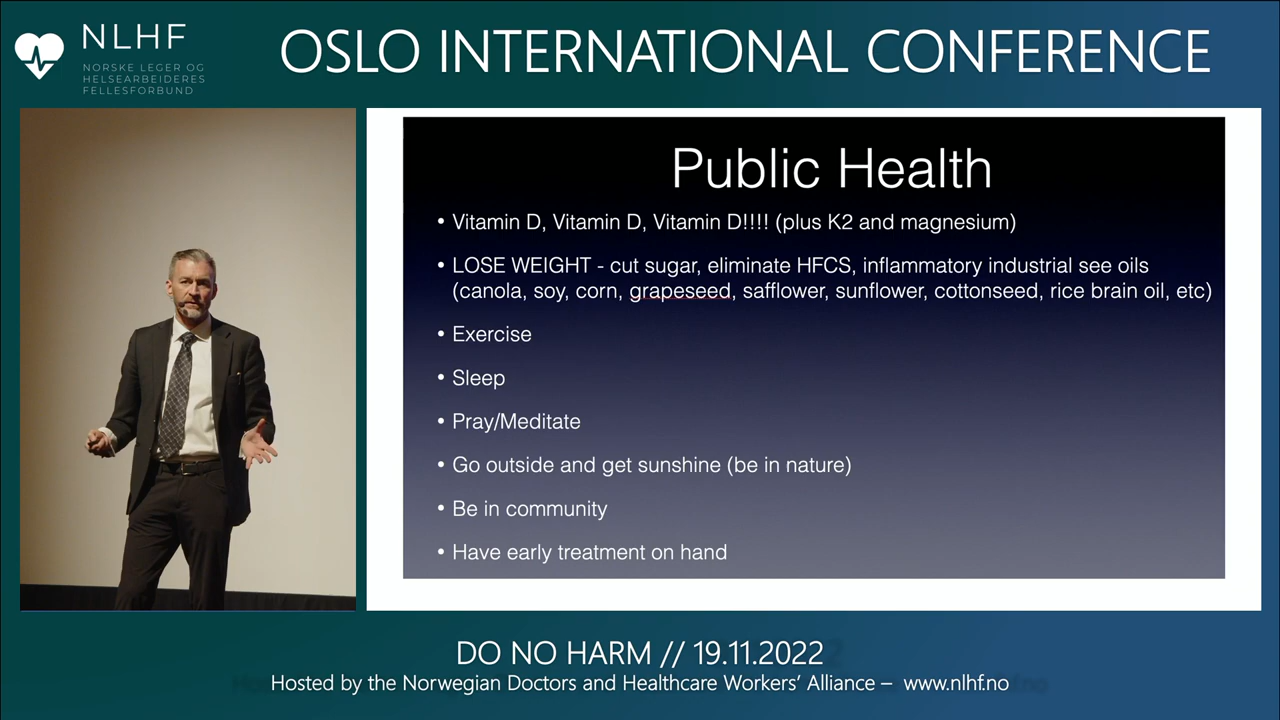 NLHF
NORSKE LEGER OG
HELSEARBEIDERES
FELLESFORBUND
OSLO INTERNATIONAL CONFERENCE
Public Health
• Vitamin D, Vitamin D, Vitamin D!!!! (plus K2 and magnesium)
• LOSE WEIGHT - cut sugar, eliminate HFCS, inflammatory industrial see oils
(canola, soy, corn, grapeseed, safflower, sunflower, cottonseed, rice brain oil, etc)
• Exercise
• Sleep
• Pray/Meditate
• Go outside and get sunshine (be in nature)
• Be in community
• Have early treatment on hand
DO NO HARM // 19.11.2022
Hosted by the Norwegian Doctors and Healthcare Workers' Alliance – www.nlhf.no